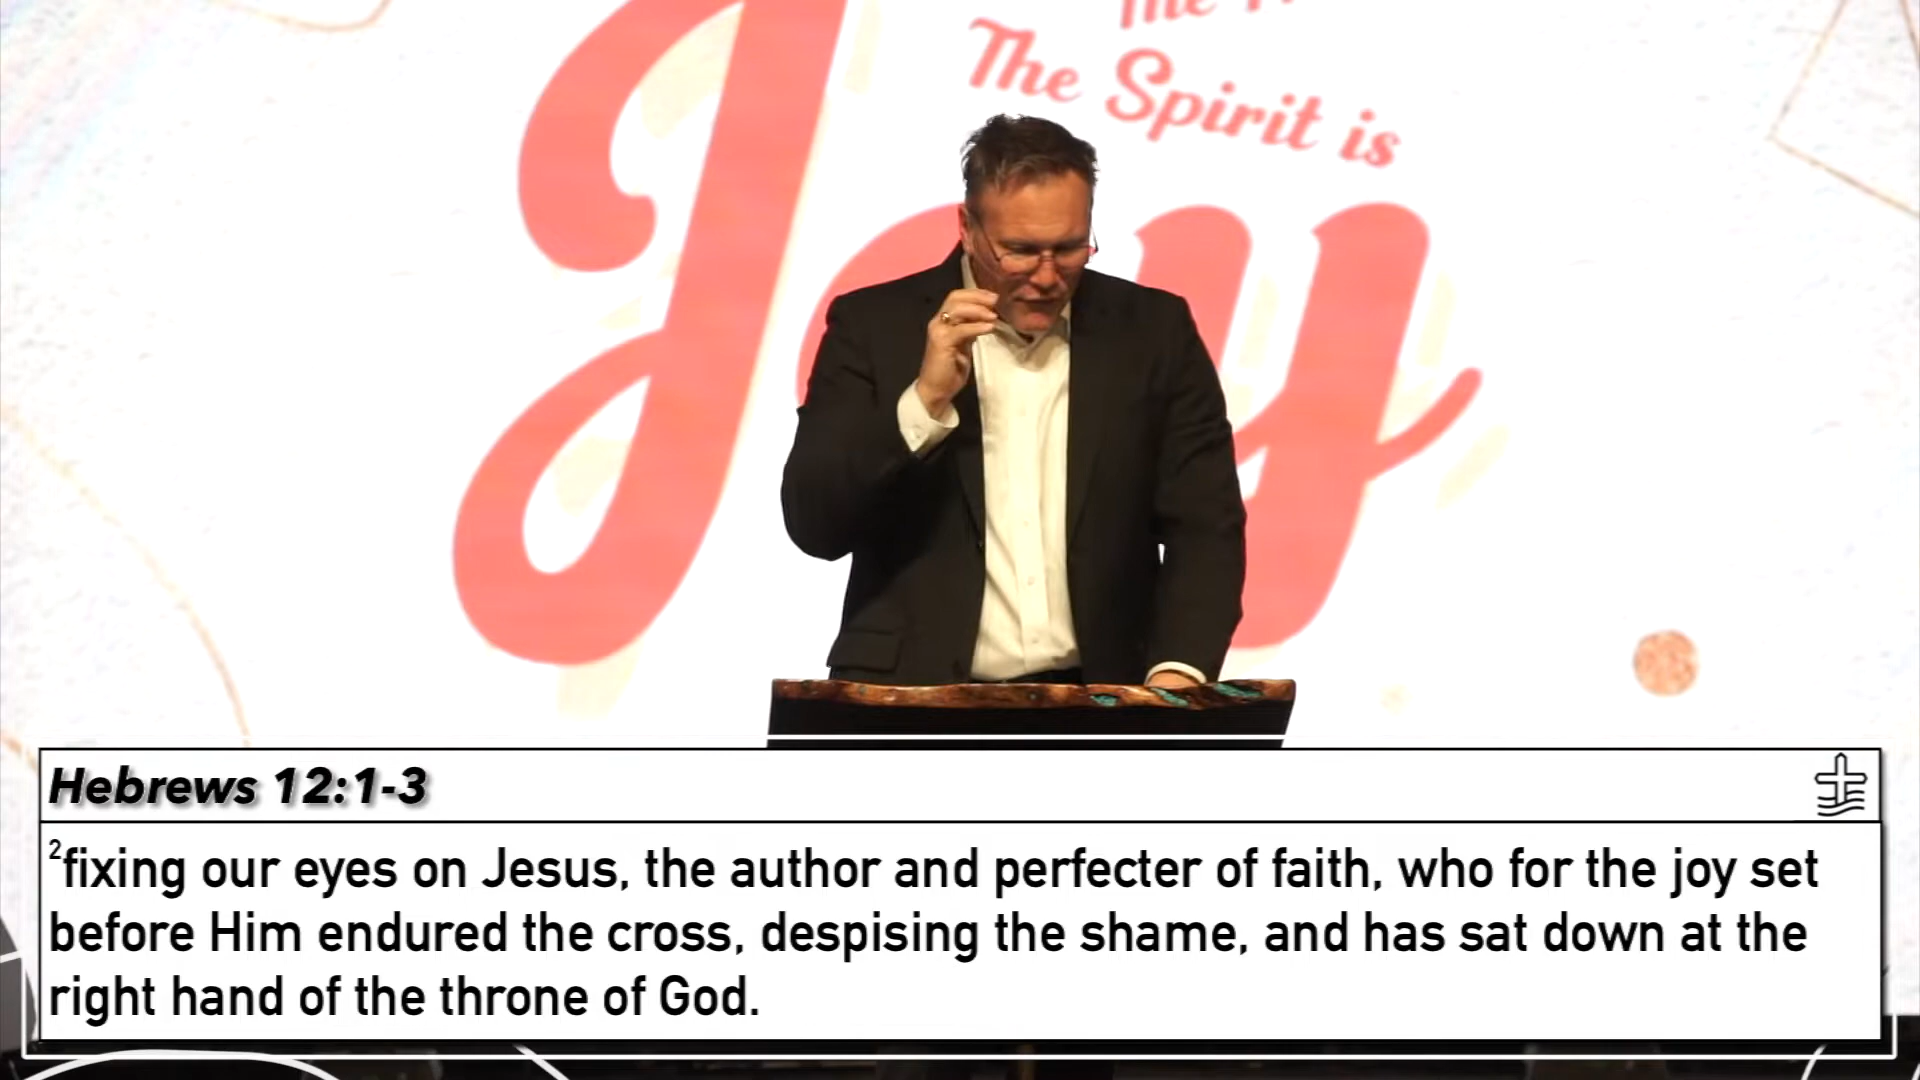 The
The Spirit is
Joy
Hebrews 12:1-3
2fixing our eyes on Jesus, the author and perfecter of faith, who for the joy set
before Him endured the cross, despising the shame, and has sat down at the
right hand of the throne of God.